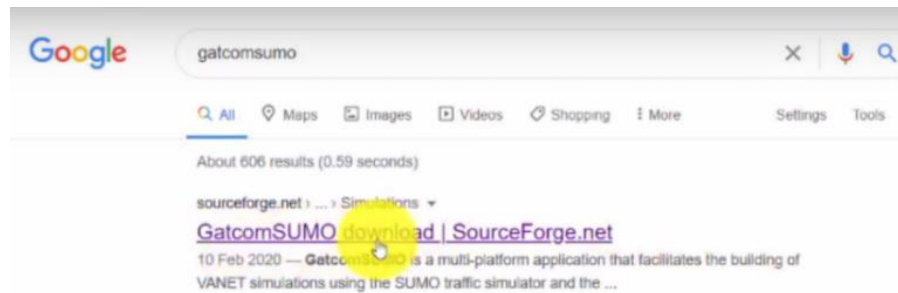 Google
gatcomsumo
All Maps Images Videos Shopping More Settings Tools
About 606 results (0.59 seconds)
sourceforge.net › ... › Simulations
GatcomSUMO download | SourceForge.net
10 Feb 2020 — GatcomSUMO is a multi-platform application that facilitates the building of
VANET simulations using the SUMO traffic simulator and the ...